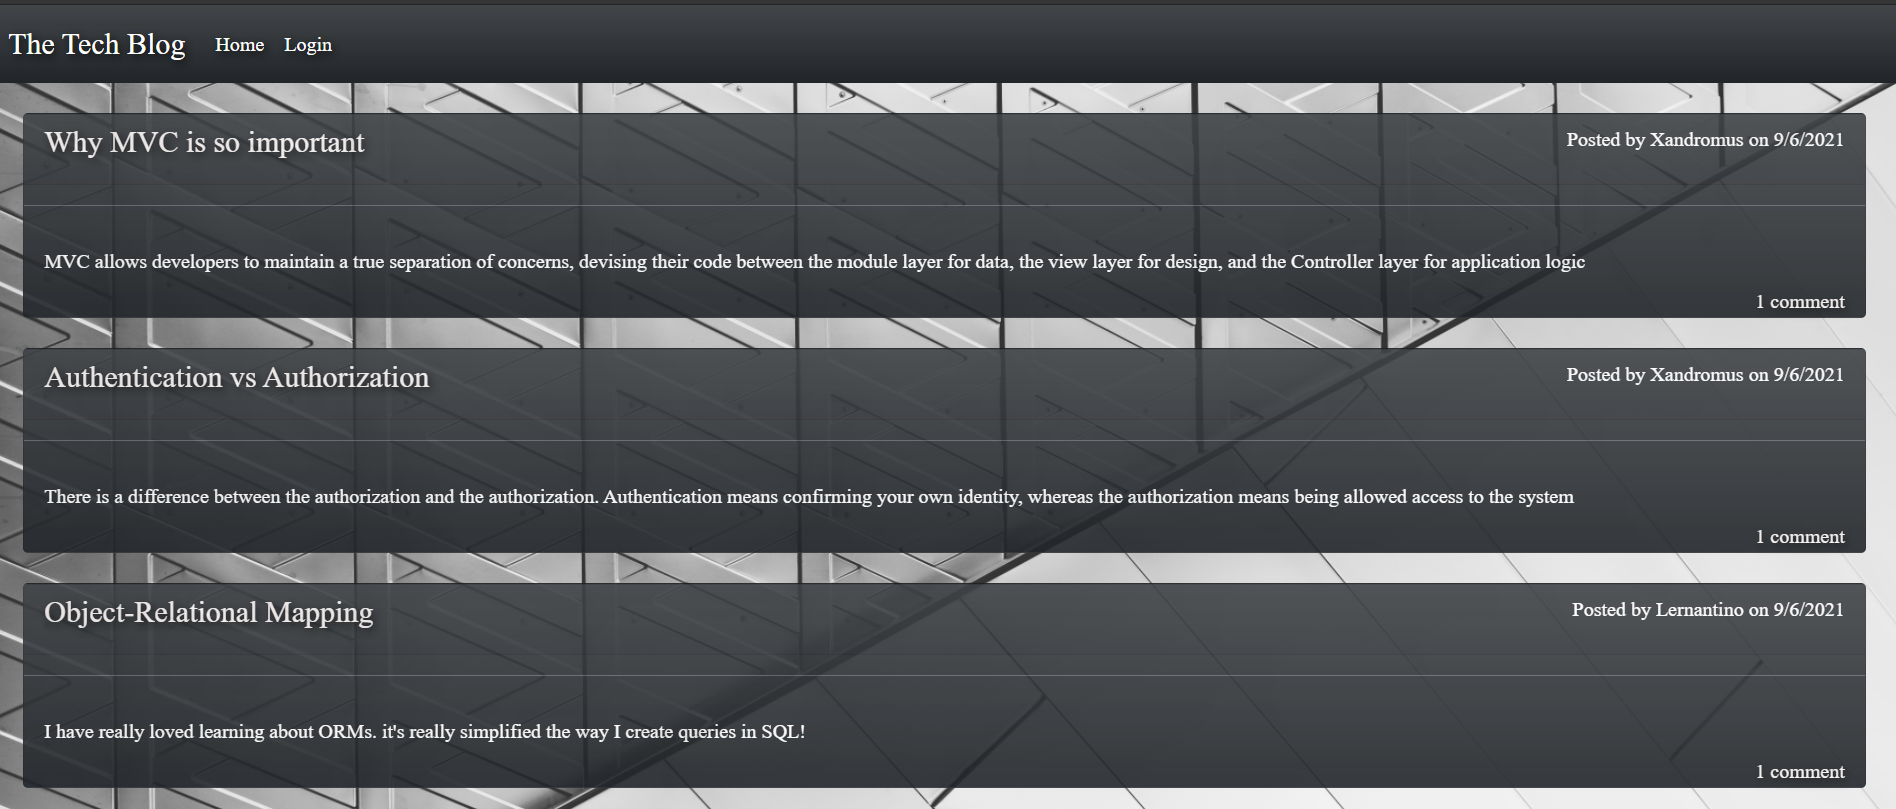 The Tech Blog Home Login
Why MVC is so important Posted by Xandromus on 9/6/2021
MVC allows developers to maintain a true separation of concerns, devising their code between the module layer for data, the view layer for design, and the Controller layer for application logic
1 comment
Authentication vs Authorization Posted by Xandromus on 9/6/2021
There is a difference between the authorization and the authorization. Authentication means confirming your own identity, whereas the authorization means being allowed access to the system
1 comment
Object-Relational Mapping Posted by Lernantino on 9/6/2021
I have really loved learning about ORMs. it's really simplified the way I create queries in SQL!
1 comment